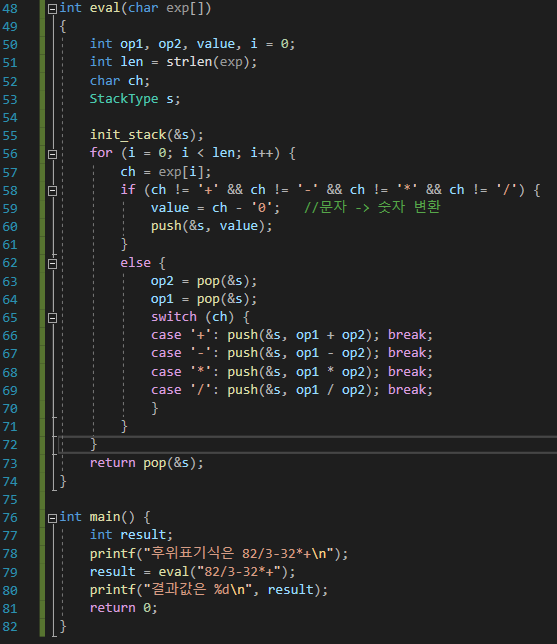 48 int eval(char exp[])
49 {
50 int op1, op2, value, i = 0;
51 int len = strlen(exp);
52 char ch;
53 StackType s;
54
55 init_stack(&s);
56 for (i = 0; i < len; i++) {
57 ch = exp[i];
58 if (ch != '+' && ch != '-' && ch != '*' && ch != '/') {
59 value = ch - '0'; //문자 -> 숫자 변환
60 push(&s, value);
61 }
62 else {
63 op2 = pop(&s);
64 op1 = pop(&s);
65 switch (ch) {
66 case '+': push(&s, op1 + op2); break;
67 case '-': push(&s, op1 - op2); break;
68 case '*': push(&s, op1 * op2); break;
69 case '/': push(&s, op1 / op2); break;
70 }
71 }
72 }
73 return pop(&s);
74 }
75
76 int main() {
77 int result;
78 printf("후위표기식은 82/3-32*+\n");
79 result = eval("82/3-32*+");
80 printf("결과값은 %d\n", result);
81 return 0;
82 }